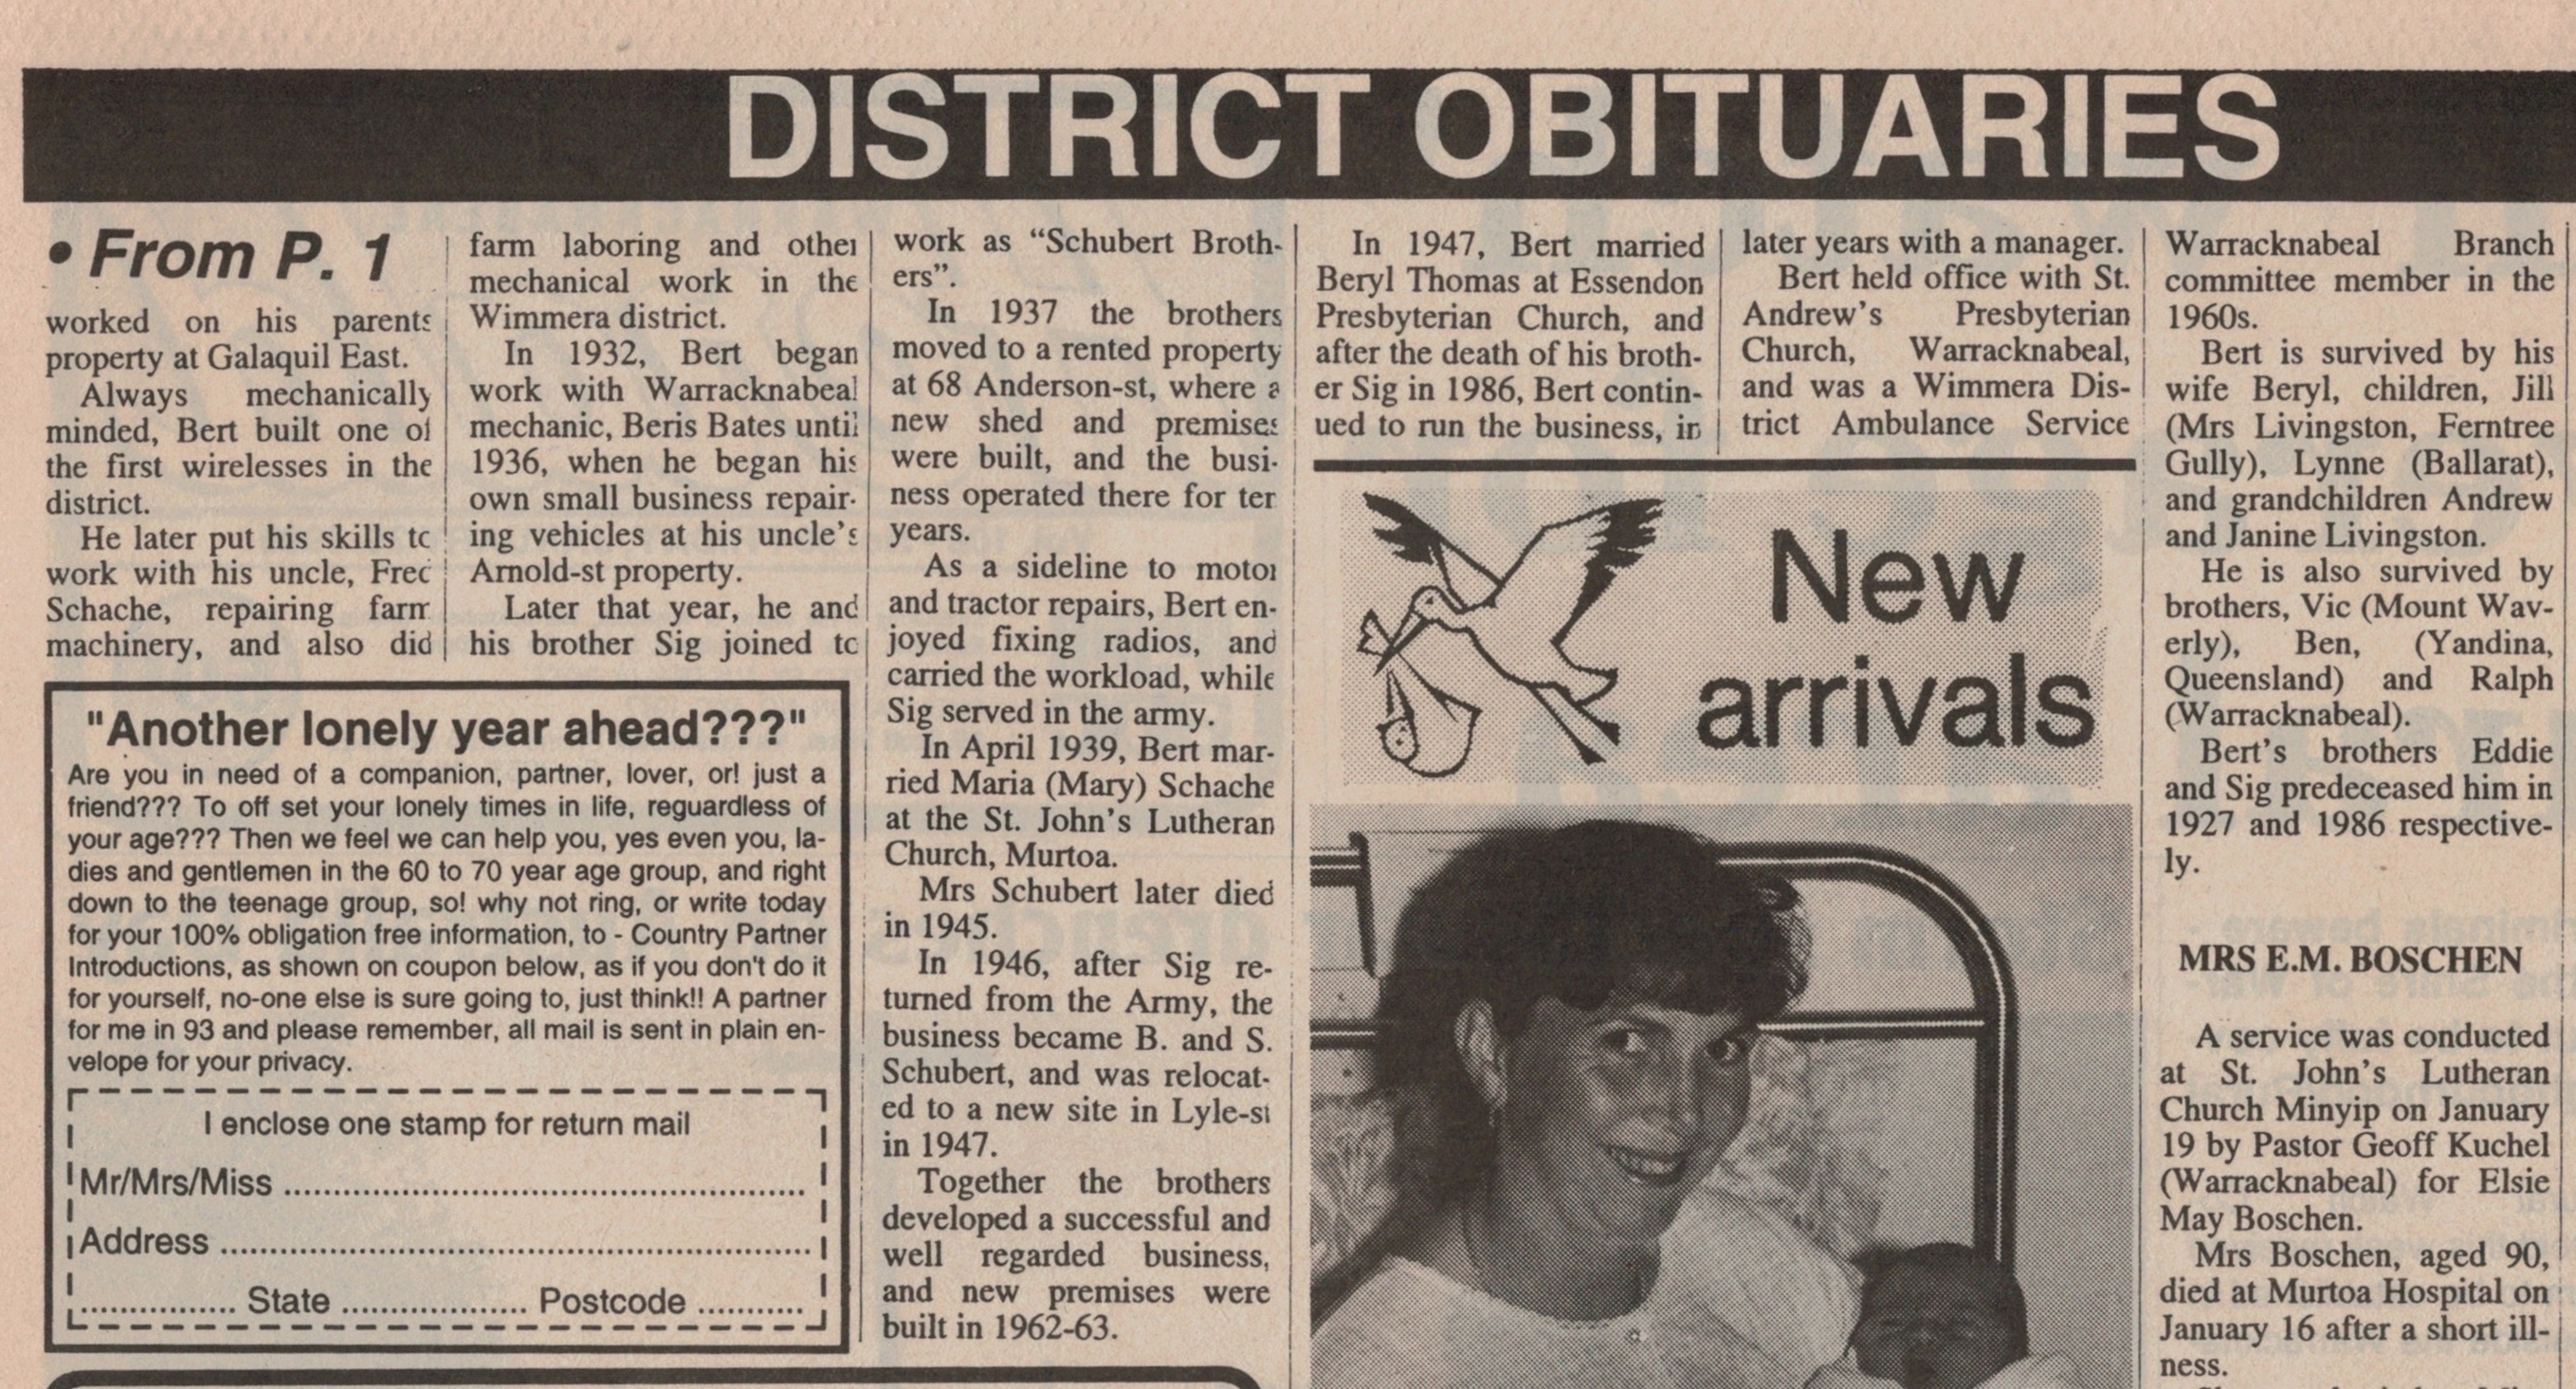 DISTRICT OBITUARIES
• From P. 1
worked on his parents
property at Galaquil East.
Always mechanically
minded, Bert built one of
the first wirelesses in the
district.
He later put his skills to
work with his uncle, Fred
Schache, repairing farm
machinery, and also did
farm laboring and other
mechanical work in the
Wimmera district.
In 1932, Bert began
work with Warracknabeal
mechanic, Beris Bates until
1936, when he began his
own small business repair-
ing vehicles at his uncle's
Arnold-st property.
Later that year, he and
his brother Sig joined to
work as “Schubert Broth-
ers”.
In 1937 the brothers
moved to a rented property
at 68 Anderson-st, where a
new shed and premises
were built, and the busi-
ness operated there for ten
years.
As a sideline to motor
and tractor repairs, Bert en-
joyed fixing radios, and
carried the workload, while
Sig served in the army.
In April 1939, Bert mar-
ried Maria (Mary) Schache
at the St. John's Lutheran
Church, Murtoa.
Mrs Schubert later died
in 1945.
In 1946, after Sig re-
turned from the Army, the
business became B. and S.
Schubert, and was relocat-
ed to a new site in Lyle-st
in 1947.
Together the brothers
developed a successful and
well regarded business,
and new premises were
built in 1962-63.
In 1947, Bert married
Beryl Thomas at Essendon
Presbyterian Church, and
after the death of his broth-
er Sig in 1986, Bert contin-
ued to run the business, in
later years with a manager.
Bert held office with St.
Andrew's Presbyterian
Church, Warracknabeal,
and was a Wimmera Dis-
trict Ambulance Service
Warracknabeal Branch
committee member in the
1960s.
Bert is survived by his
wife Beryl, children, Jill
(Mrs Livingston, Ferntree
Gully), Lynne (Ballarat),
and grandchildren Andrew
and Janine Livingston.
He is also survived by
brothers, Vic (Mount Wav-
erly), Ben, (Yandina,
Queensland) and Ralph
(Warracknabeal).
Bert's brothers Eddie
and Sig predeceased him in
1927 and 1986 respective-
ly.
MRS E.M. BOSCHEN
A service was conducted
at St. John's Lutheran
Church Minyip on January
19 by Pastor Geoff Kuchel
(Warracknabeal) for Elsie
May Boschen.
Mrs Boschen, aged 90,
died at Murtoa Hospital on
January 16 after a short ill-
ness.
"Another lonely year ahead???"
Are you in need of a companion, partner, lover, or! just a
friend??? To off set your lonely times in life, reguardless of
your age??? Then we feel we can help you, yes even you, la-
dies and gentlemen in the 60 to 70 year age group, and right
down to the teenage group, so! why not ring, or write today
for your 100% obligation free information, to - Country Partner
Introductions, as shown on coupon below, as if you don't do it
for yourself, no-one else is sure going to, just think!! A partner
for me in 93 and please remember, all mail is sent in plain en-
velope for your privacy.
I enclose one stamp for return mail
Mr/Mrs/Miss ....................................................
Address ...........................................................
................ State ................... Postcode ...........
New
arrivals